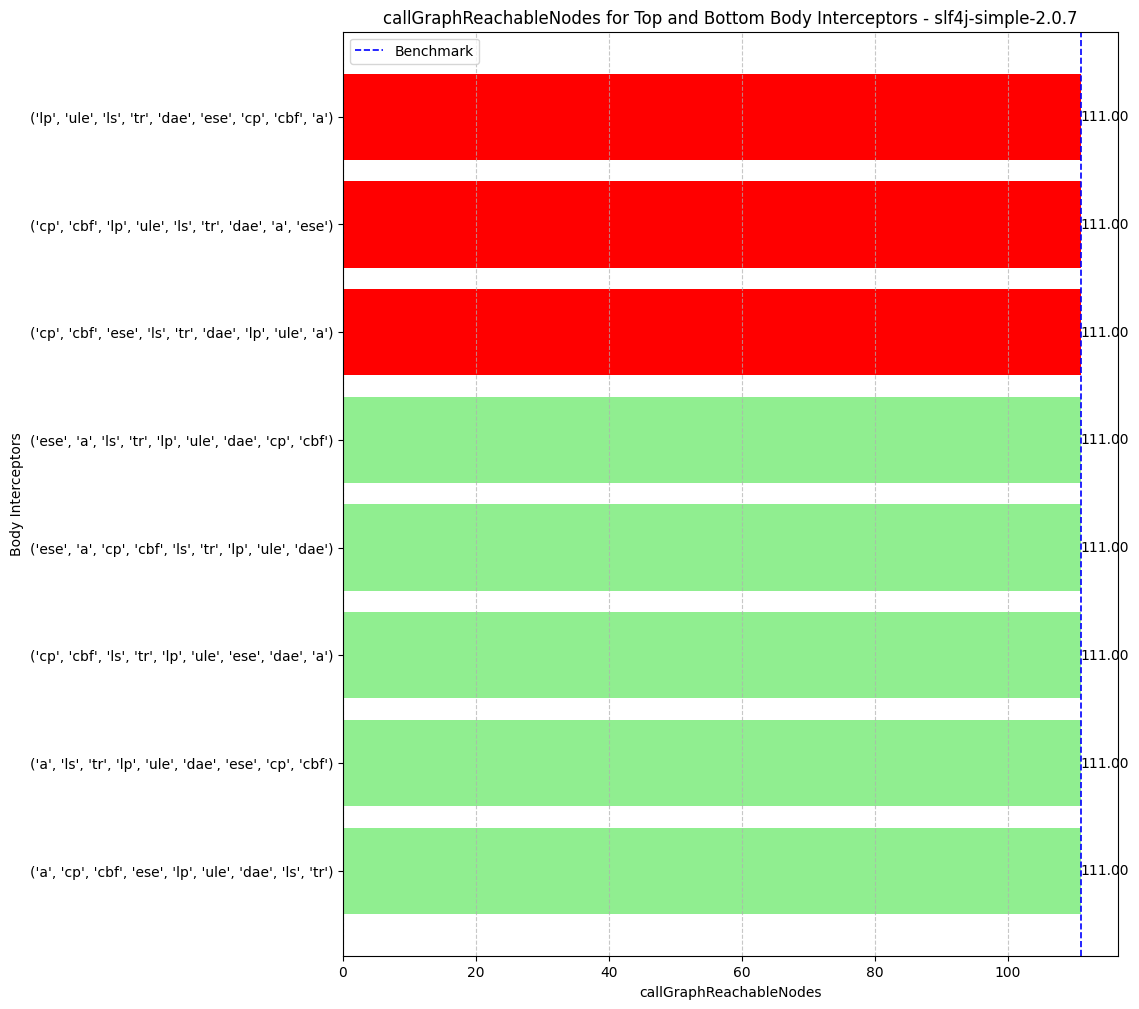 callGraphReachableNodes for Top and Bottom Body Interceptors - slf4j-simple-2.0.7
Benchmark
('lp', 'ule', 'ls', 'tr', 'dae', 'ese', 'cp', 'cbf', 'a')
111.00
('cp', 'cbf', 'lp', 'ule', 'ls', 'tr', 'dae', 'a', 'ese')
111.00
('cp', 'cbf', 'ese', 'ls', 'tr', 'dae', 'lp', 'ule', 'a')
111.00
('ese', 'a', 'ls', 'tr', 'lp', 'ule', 'dae', 'cp', 'cbf')
111.00
('ese', 'a', 'cp', 'cbf', 'ls', 'tr', 'lp', 'ule', 'dae')
111.00
('cp', 'cbf', 'ls', 'tr', 'lp', 'ule', 'ese', 'dae', 'a')
111.00
('a', 'ls', 'tr', 'lp', 'ule', 'dae', 'ese', 'cp', 'cbf')
111.00
('a', 'cp', 'cbf', 'ese', 'lp', 'ule', 'dae', 'ls', 'tr')
111.00
Body Interceptors
0 20 40 60 80 100
callGraphReachableNodes